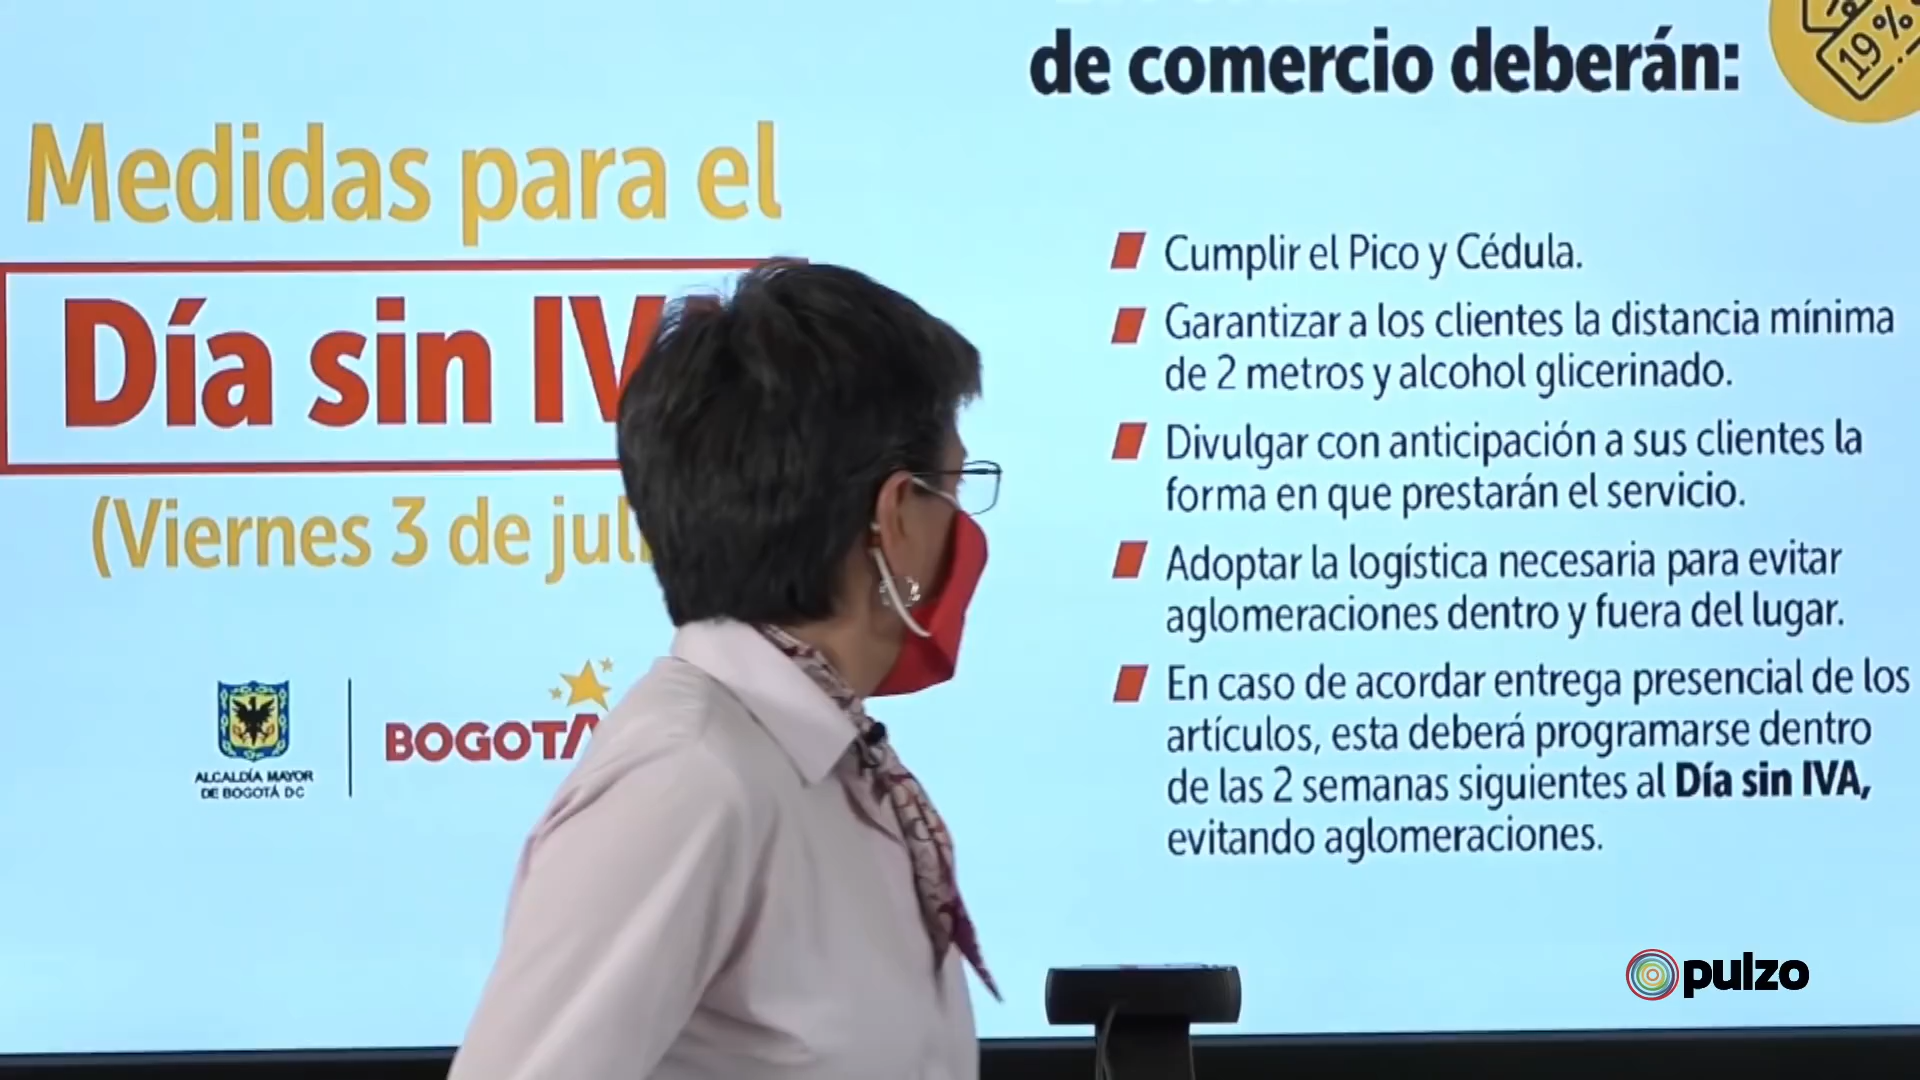 Medidas para el
Día sin
(Viernes 3 de
ALCALDÍA MAYOR
DE BOGOTÁ DC
BOGOTÁ
de comercio deberán:
19%
Cumplir el Pico y Cédula.
Garantizar a los clientes la distancia mínima
de 2 metros y alcohol glicerinado.
Divulgar con anticipación a sus clientes la
forma en que prestarán el servicio.
Adoptar la logística necesaria para evitar
aglomeraciones dentro y fuera del lugar.
En caso de acordar entrega presencial de los
artículos, esta deberá programarse dentro
de las 2 semanas siguientes al Día sin IVA,
evitando aglomeraciones.
pulzo